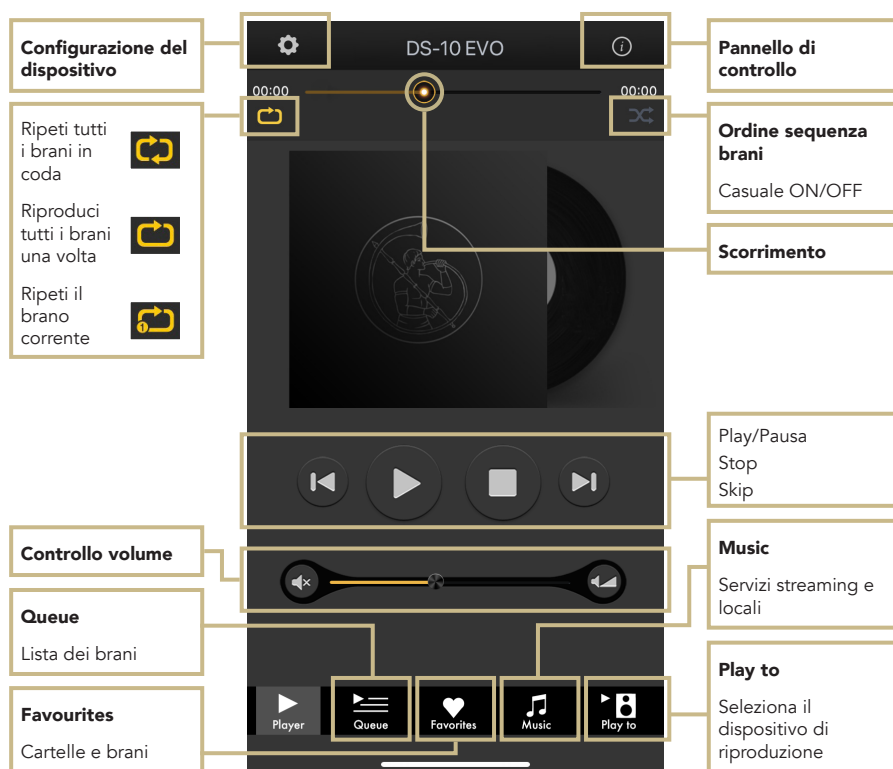 Configurazione del
dispositivo
Ripeti tutti
i brani in
coda
Riproduci
tutti i brani
una volta
Ripeti il
brano
corrente
1
Controllo volume
Queue
Lista dei brani
Favourites
Cartelle e brani
DS-10 EVO
i
00:00
00:00
Player
Queue
Favorites
Music
Play to
Pannello di
controllo
Ordine sequenza
brani
Casuale ON/OFF
Scorrimento
Play/Pausa
Stop
Skip
Music
Servizi streaming e
locali
Play to
Seleziona il
dispositivo di
riproduzione